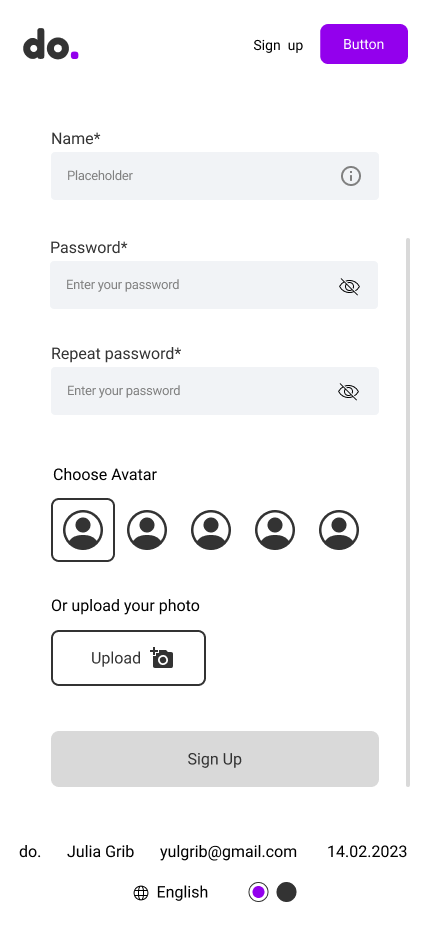 do.
Sign up
Button
Name*
Placeholder
Password*
Enter your password
Repeat password*
Enter your password
Choose Avatar
Or upload your photo
Upload
Sign Up
do. Julia Grib yulgrib@gmail.com 14.02.2023
English